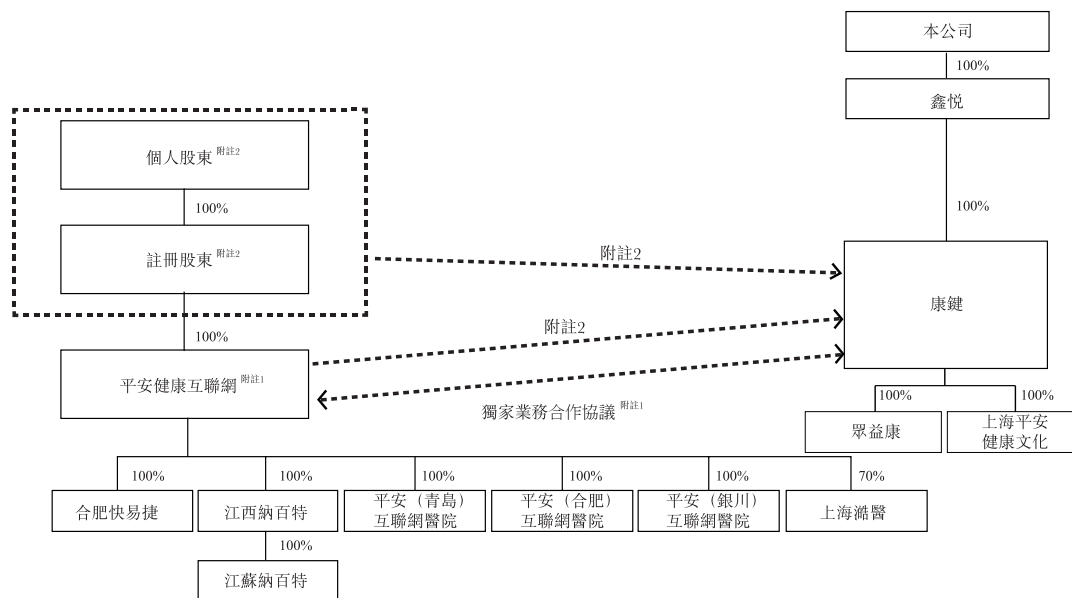 本公司
100%
鑫悦
100%
個人股東 附註2
100%
註冊股東 附註2
附註2
康鍵
100%
附註2
平安健康互聯網 附註1
獨家業務合作協議 附註1
100%
100%
眾益康
上海平安
健康文化
100%
100%
100%
100%
100%
70%
合肥快易捷
江西納百特
平安（青島）
互聯網醫院
平安（合肥）
互聯網醫院
平安（銀川）
互聯網醫院
上海澔醫
100%
江蘇納百特